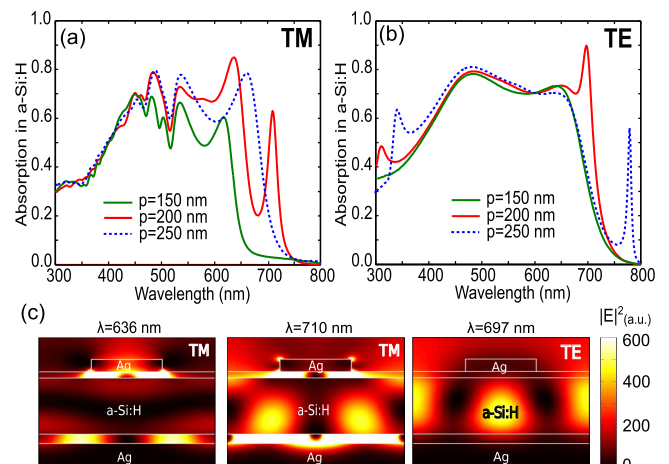 (a) TM
Absorption in a-Si:H
1.0
0.8
0.6
0.4
0.2
0.0
p=150 nm
p=200 nm
p=250 nm
300 400 500 600 700 800
Wavelength (nm)
(b) TE
Absorption in a-Si:H
1.0
0.8
0.6
0.4
0.2
0.0
p=150 nm
p=200 nm
p=250 nm
300 400 500 600 700 800
Wavelength (nm)
(c)
λ=636 nm
TM
Ag
a-Si:H
Ag
λ=710 nm
TM
Ag
a-Si:H
Ag
λ=697 nm
TE
Ag
a-Si:H
Ag
|E|²(a.u.)
600
400
200
0